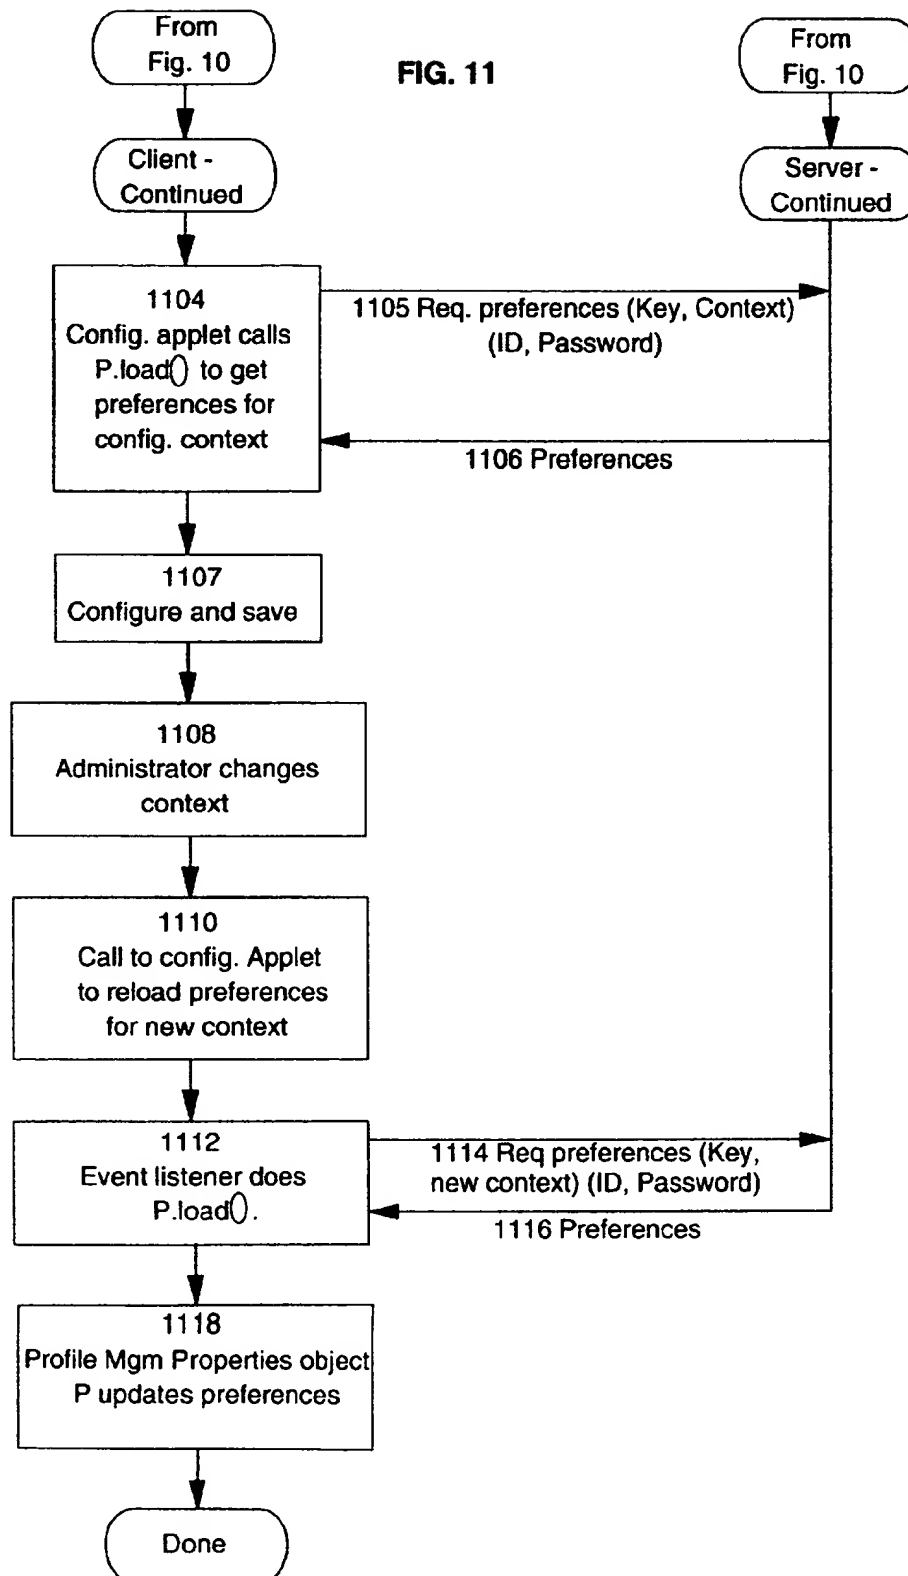 From
Fig. 10
FIG. 11
From
Fig. 10
Client -
Continued
Server -
Continued
1104
Config. applet calls
P.load() to get
preferences for
config. context
1105 Req. preferences (Key, Context)
(ID, Password)
1106 Preferences
1107
Configure and save
1108
Administrator changes
context
1110
Call to config. Applet
to reload preferences
for new context
1112
Event listener does
P.load().
1114 Req preferences (Key,
new context) (ID, Password)
1116 Preferences
1118
Profile Mgm Properties object
P updates preferences
Done